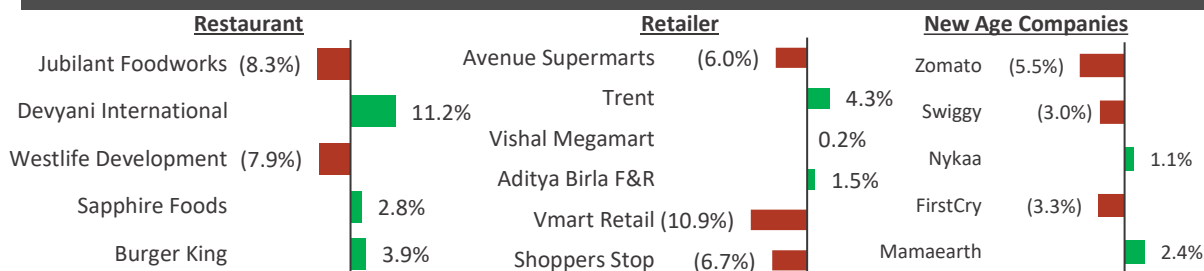 Restaurant
Jubilant Foodworks (8.3%)
Devyani International 11.2%
Westlife Development (7.9%)
Sapphire Foods 2.8%
Burger King 3.9%
Retailer
Avenue Supermarts (6.0%)
Trent 4.3%
Vishal Megamart 0.2%
Aditya Birla F&R 1.5%
Vmart Retail (10.9%)
Shoppers Stop (6.7%)
New Age Companies
Zomato (5.5%)
Swiggy (3.0%)
Nykaa 1.1%
FirstCry (3.3%)
Mamaearth 2.4%